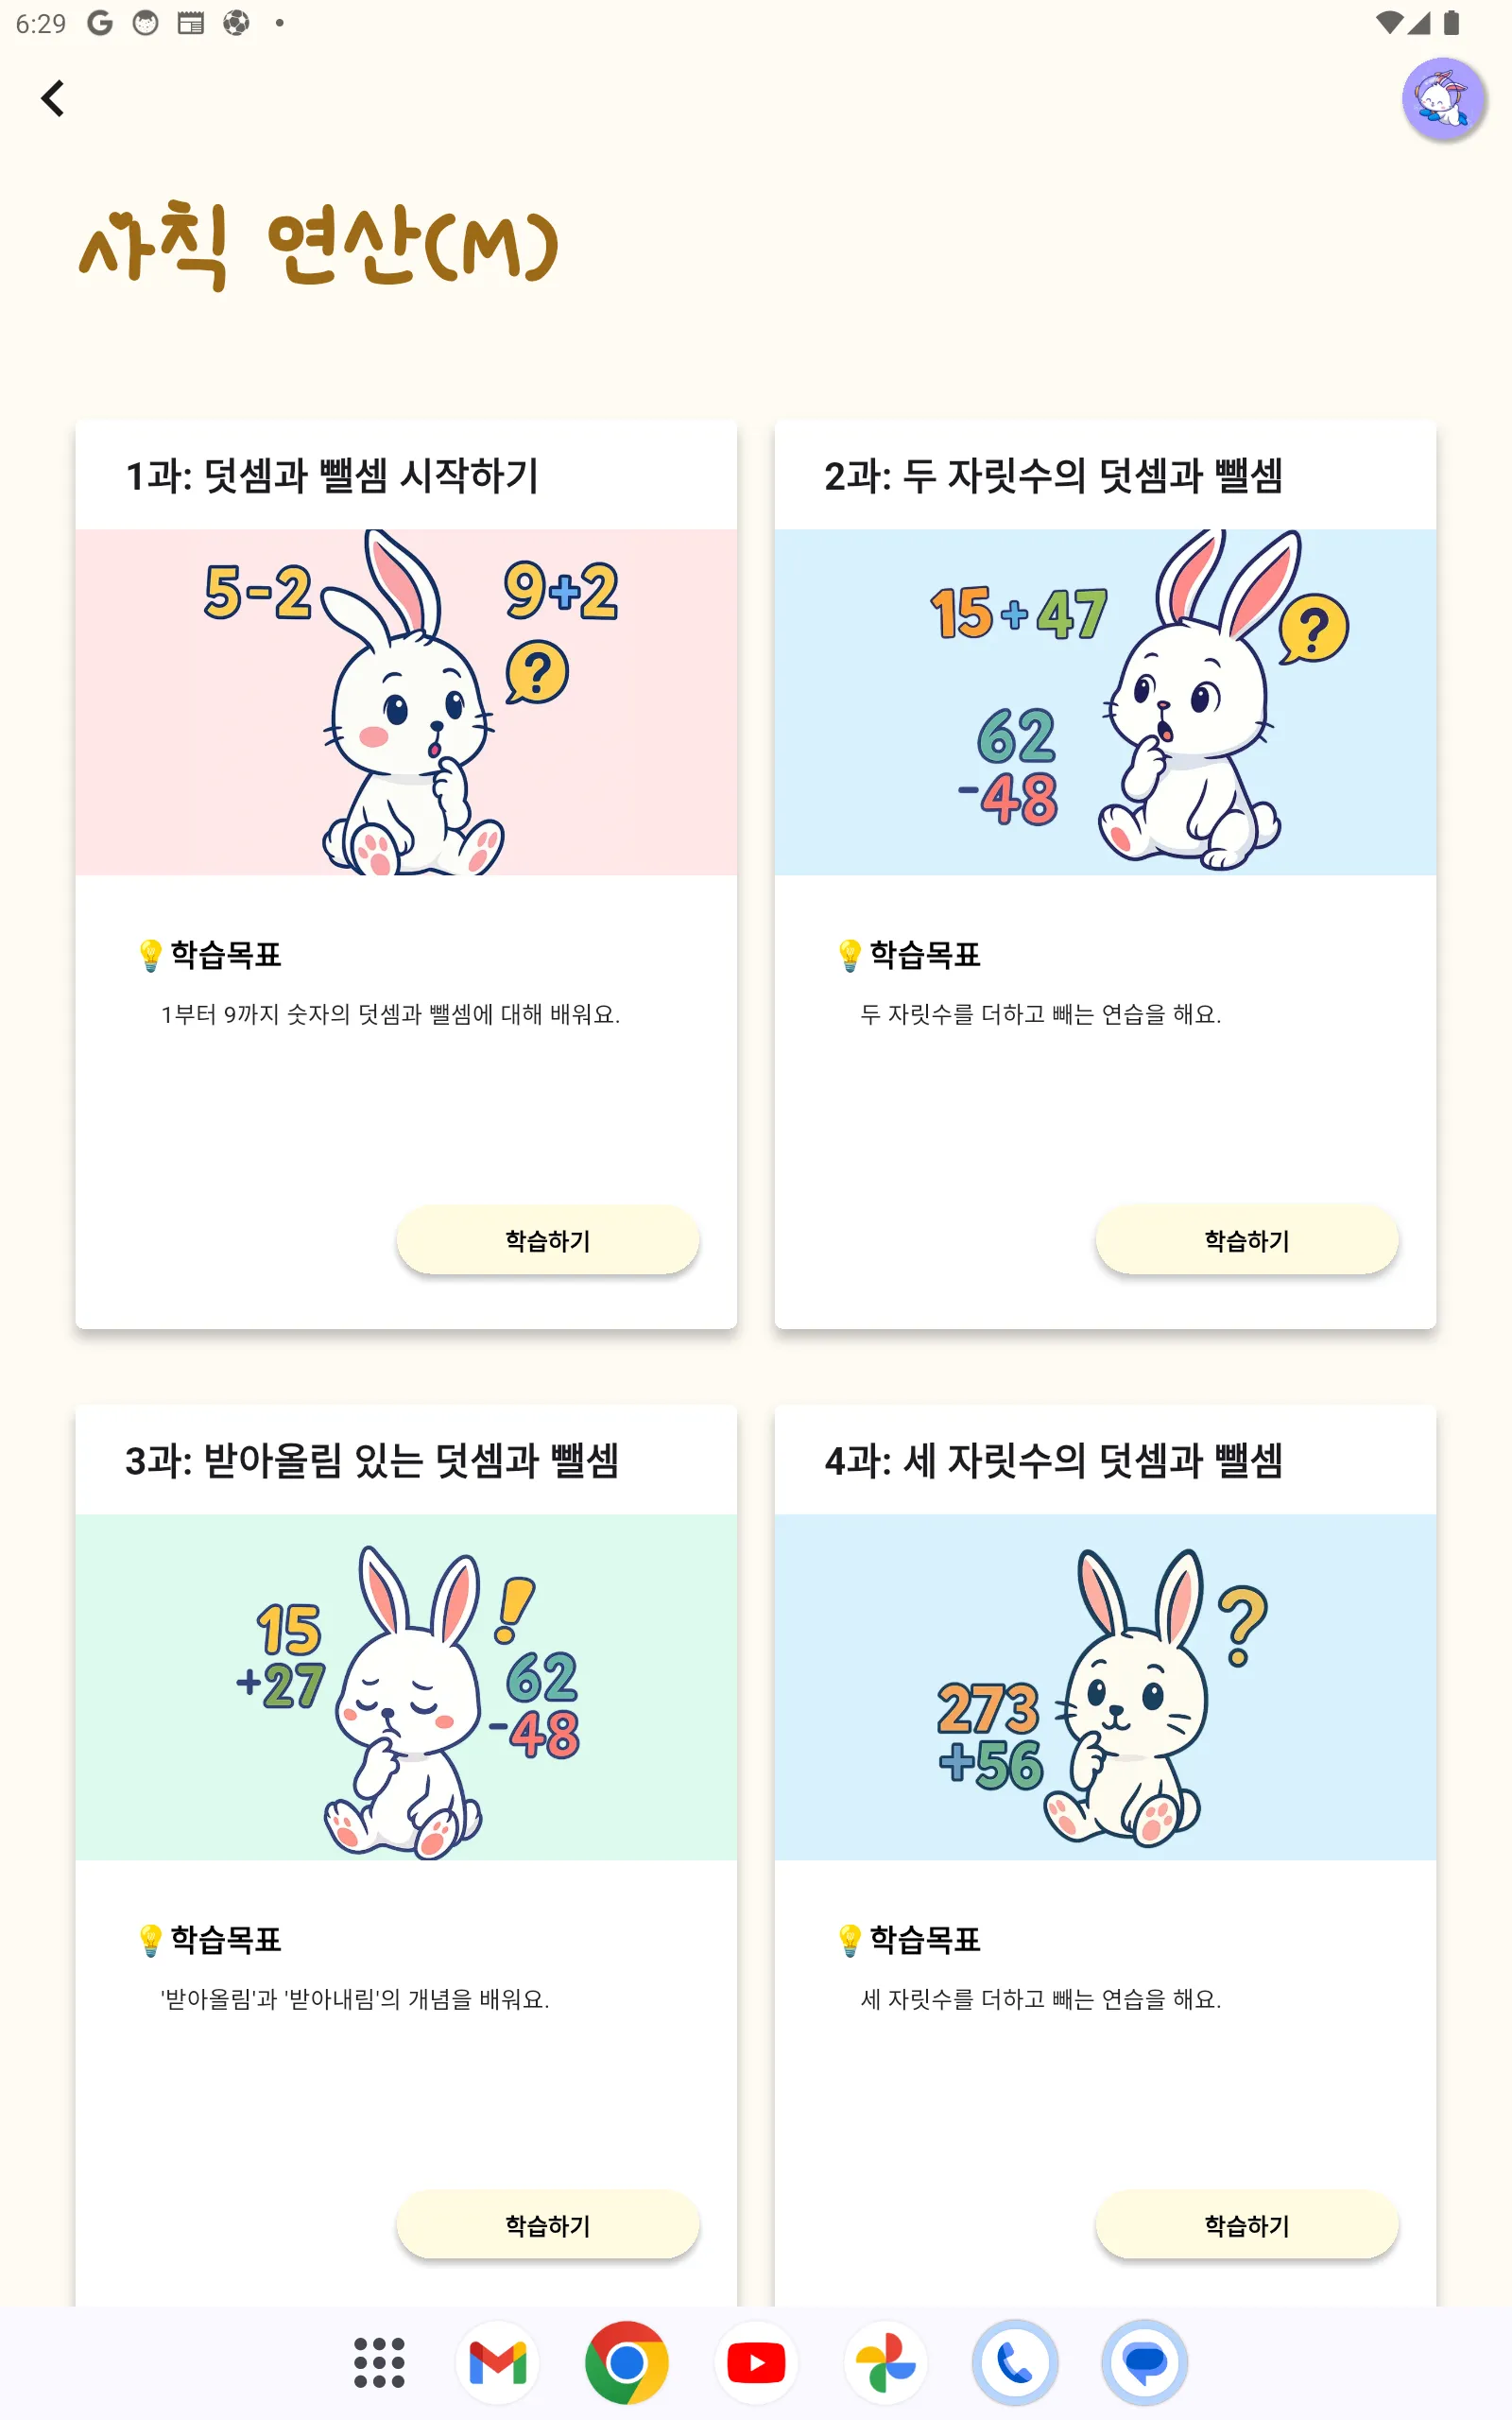 6:29
사칙 연산(M)
1과: 덧셈과 뺄셈 시작하기
5-2
9+2
?
💡학습목표
1부터 9까지 숫자의 덧셈과 뺄셈에 대해 배워요.
학습하기
2과: 두 자릿수의 덧셈과 뺄셈
15+47
?
62
-48
💡학습목표
두 자릿수를 더하고 빼는 연습을 해요.
학습하기
3과: 받아올림 있는 덧셈과 뺄셈
15
+27
!
62
-48
💡학습목표
'받아올림'과 '받아내림'의 개념을 배워요.
학습하기
4과: 세 자릿수의 덧셈과 뺄셈
?
273
+56
💡학습목표
세 자릿수를 더하고 빼는 연습을 해요.
학습하기